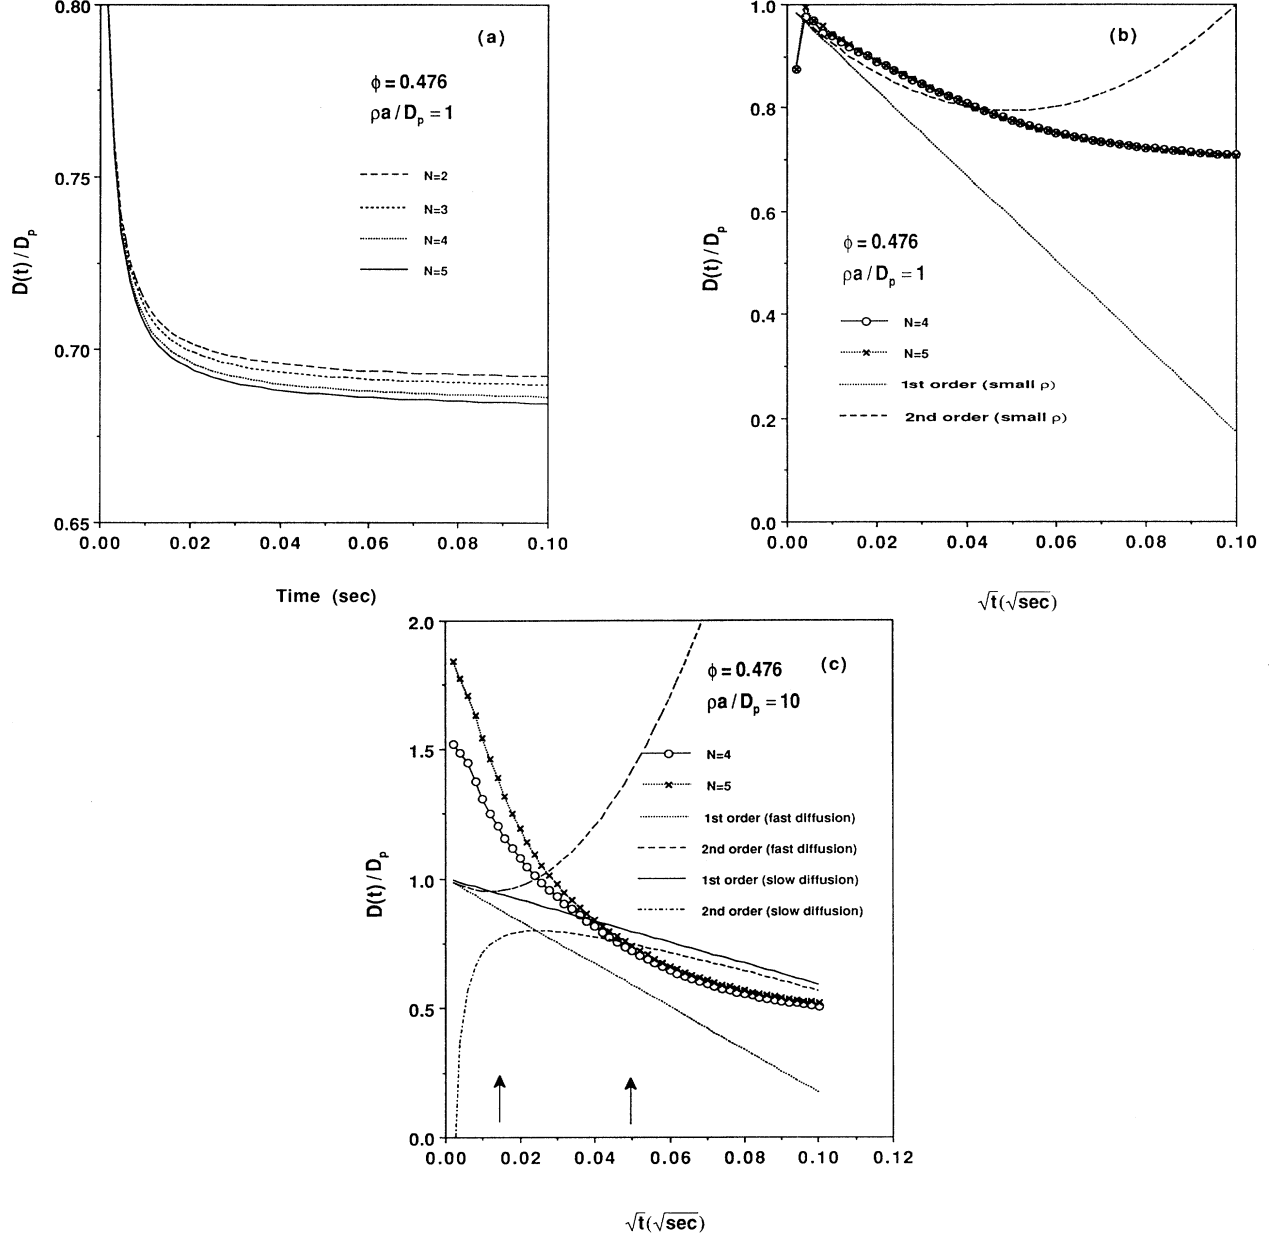 0.80
0.75
0.70
0.65
0.00 0.02 0.04 0.06 0.08 0.10
D(t) / Dₚ
Time (sec)
(a)
ϕ = 0.476
ρa / Dₚ = 1
N=2
N=3
N=4
N=5
1.0
0.8
0.6
0.4
0.2
0.0
0.00 0.02 0.04 0.06 0.08 0.10
D(t) / Dₚ
√t(√sec)
(b)
ϕ = 0.476
ρa / Dₚ = 1
N=4
N=5
1st order (small ρ)
2nd order (small ρ)
2.0
1.5
1.0
0.5
0.0
0.00 0.02 0.04 0.06 0.08 0.10 0.12
D(t) / Dₚ
√t(√sec)
(c)
ϕ = 0.476
ρa / Dₚ = 10
N=4
N=5
1st order (fast diffusion)
2nd order (fast diffusion)
1st order (slow diffusion)
2nd order (slow diffusion)